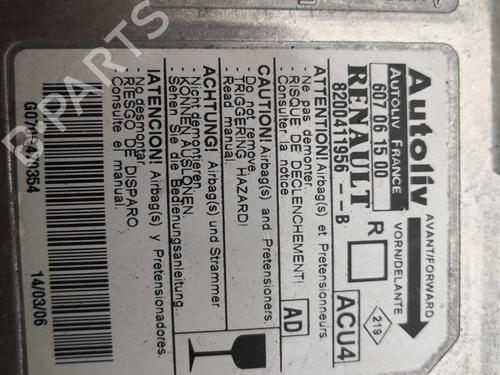 Autoliv
AUTOLIV FRANCE
607 06 15 00
RENAULT
8200411956--B
AVANT/FORWARD
VORN/DELANTE
R
219
ACU4
AD
ATTENTION! Airbag(s) et Pretensionneurs
Ne pas demonter.
RISQUE DE DECLENCHEMENT!
Consulter la notice.
CAUTION! Airbag(s) and Pretensioners
Do not remove.
TRIGGERING HAZARD!
Read manual.
ACHTUNG! Airbag(s) und Strammer
Nicht demontieren.
KÖNNEN AUSLÖSEN.
Sehen Sie die Bedienungsanleitung.
¡ATENCIÓN! Airbag(s) y Pretensionadores.
No desmontar.
RIESGO DE DISPARO.
Consulte el manual.
14/03/06
B-PARTS